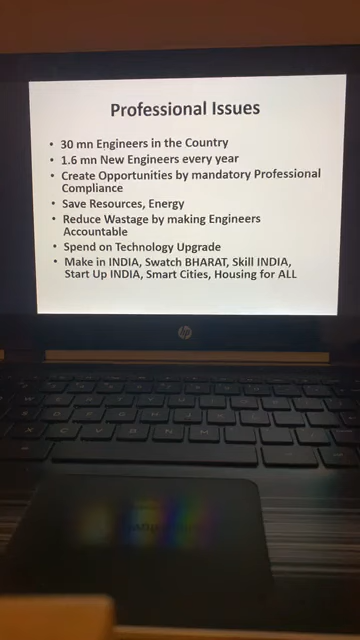 Professional Issues
• 30 mn Engineers in the Country
• 1.6 mn New Engineers every year
• Create Opportunities by mandatory Professional
Compliance
• Save Resources, Energy
• Reduce Wastage by making Engineers
Accountable
• Spend on Technology Upgrade
• Make in INDIA, Swatch BHARAT, Skill INDIA,
Start Up INDIA, Smart Cities, Housing for ALL
hp